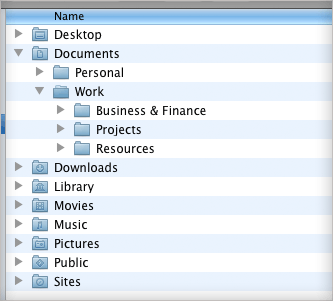 Name
Desktop
Documents
Personal
Work
Business & Finance
Projects
Resources
Downloads
Library
Movies
Music
Pictures
Public
Sites